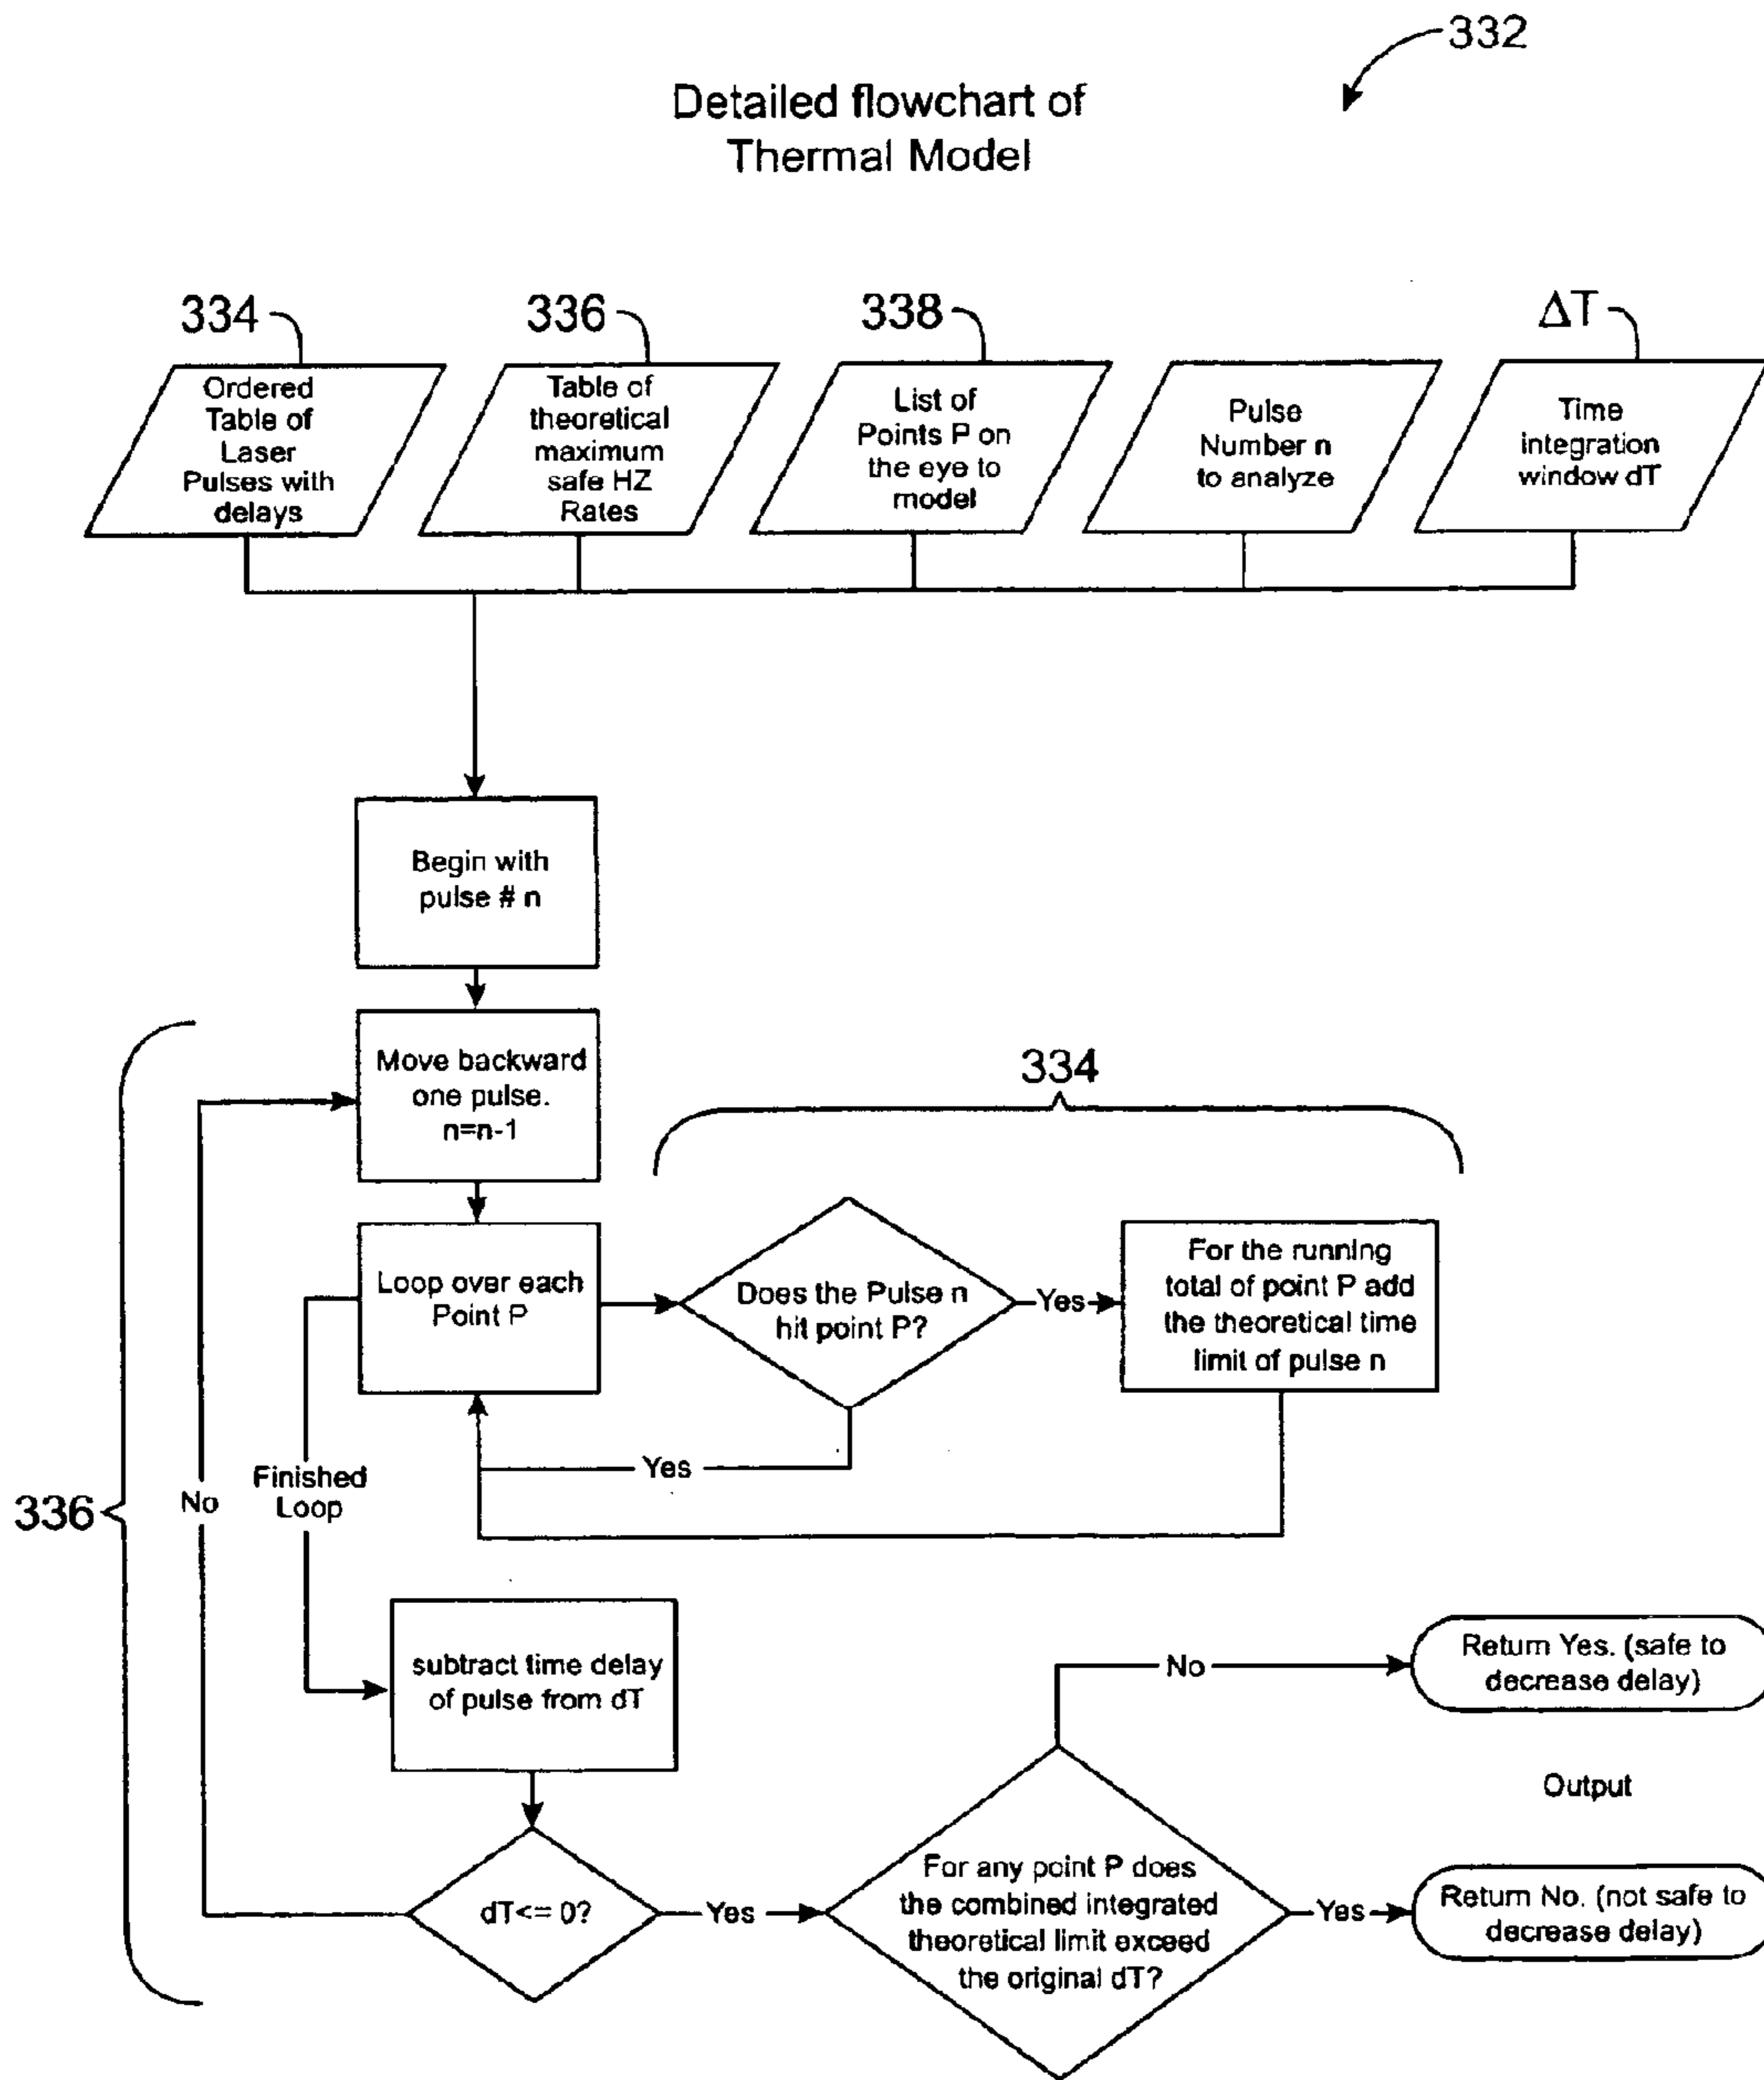 332
Detailed flowchart of
Thermal Model
334
336
338
ΔT
Ordered
Table of
Laser
Pulses with
delays
Table of
theoretical
maximum
safe HZ
Rates
List of
Points P on
the eye to
model
Pulse
Number n
to analyze
Time
integration
window dT
Begin with
pulse # n
Move backward
one pulse.
n=n-1
334
Loop over each
Point P
Does the Pulse n
hit point P?
Yes
For the running
total of point P add
the theoretical time
limit of pulse n
Yes
336
No
Finished
Loop
subtract time delay
of pulse from dT
dT<= 0?
Yes
For any point P does
the combined integrated
theoretical limit exceed
the original dT?
No
Return Yes. (safe to
decrease delay)
Output
Yes
Return No. (not safe to
decrease delay)